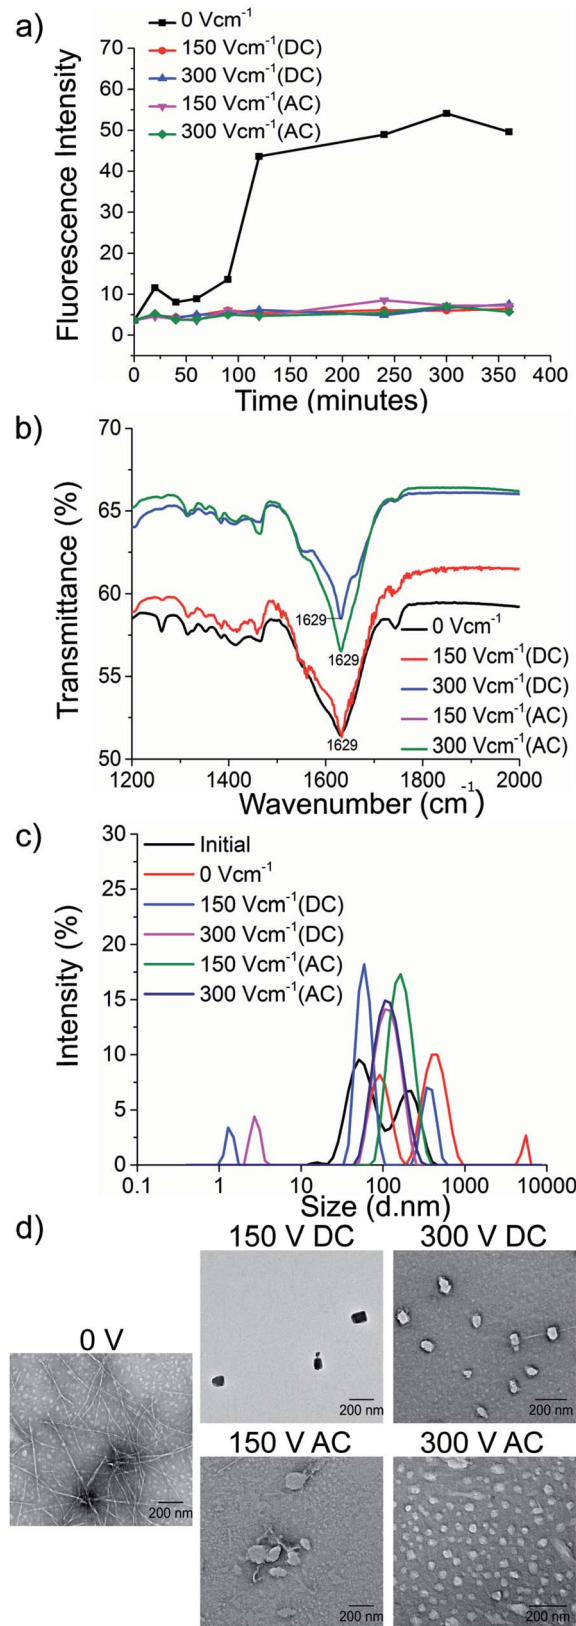 a)
0 Vcm⁻¹
150 Vcm⁻¹(DC)
300 Vcm⁻¹(DC)
150 Vcm⁻¹(AC)
300 Vcm⁻¹(AC)
Fluorescence Intensity
70
60
50
40
30
20
10
0
0 50 100 150 200 250 300 350 400
Time (minutes)
b)
Transmittance (%)
75
70
65
60
55
50
1629
1629
1629
0 Vcm⁻¹
150 Vcm⁻¹(DC)
300 Vcm⁻¹(DC)
150 Vcm⁻¹(AC)
300 Vcm⁻¹(AC)
1200 1400 1600 1800 2000
Wavenumber (cm⁻¹)
c)
Initial
0 Vcm⁻¹
150 Vcm⁻¹(DC)
300 Vcm⁻¹(DC)
150 Vcm⁻¹(AC)
300 Vcm⁻¹(AC)
Intensity (%)
30
25
20
15
10
5
0
0.1 1 10 100 1000 10000
Size (d.nm)
d)
150 V DC
300 V DC
200 nm
200 nm
0 V
200 nm
150 V AC
300 V AC
200 nm
200 nm